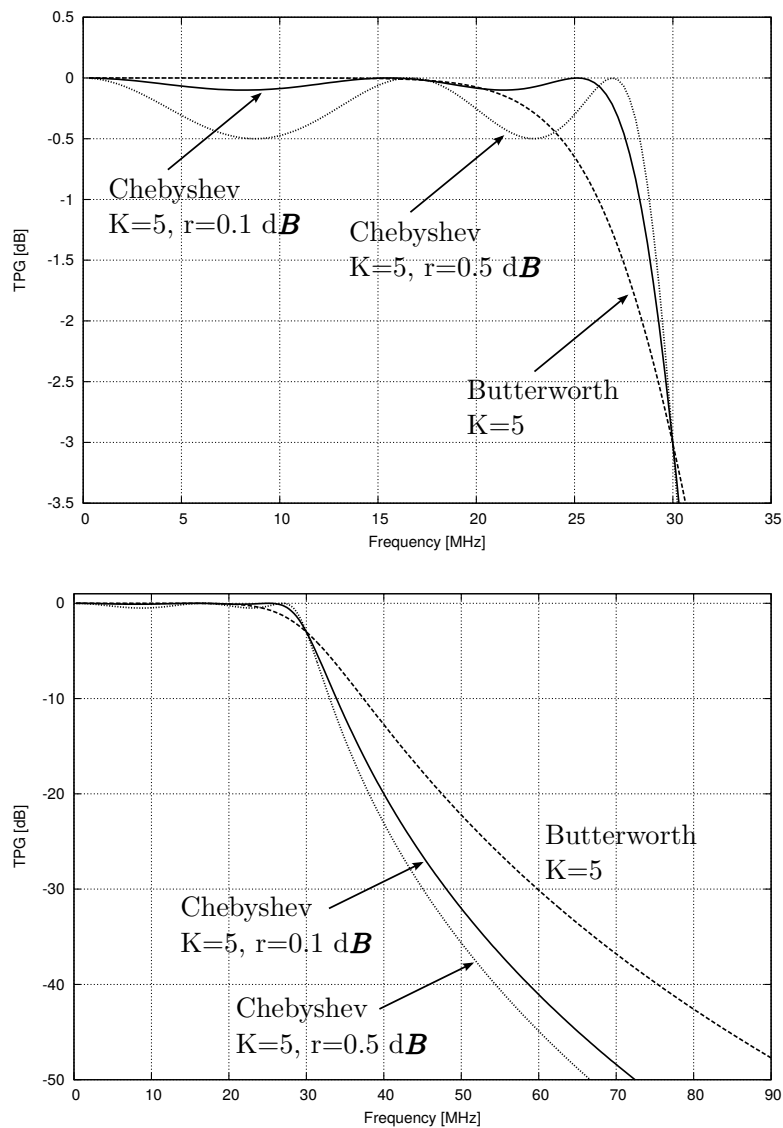 0.5
0
-0.5
-1
-1.5
-2
-2.5
-3
-3.5
TPG [dB]
Chebyshev
K=5, r=0.1 dB
Chebyshev
K=5, r=0.5 dB
Butterworth
K=5
0 5 10 15 20 25 30 35
Frequency [MHz]
0
-10
-20
-30
-40
-50
TPG [dB]
Butterworth
K=5
Chebyshev
K=5, r=0.1 dB
Chebyshev
K=5, r=0.5 dB
0 10 20 30 40 50 60 70 80 90
Frequency [MHz]